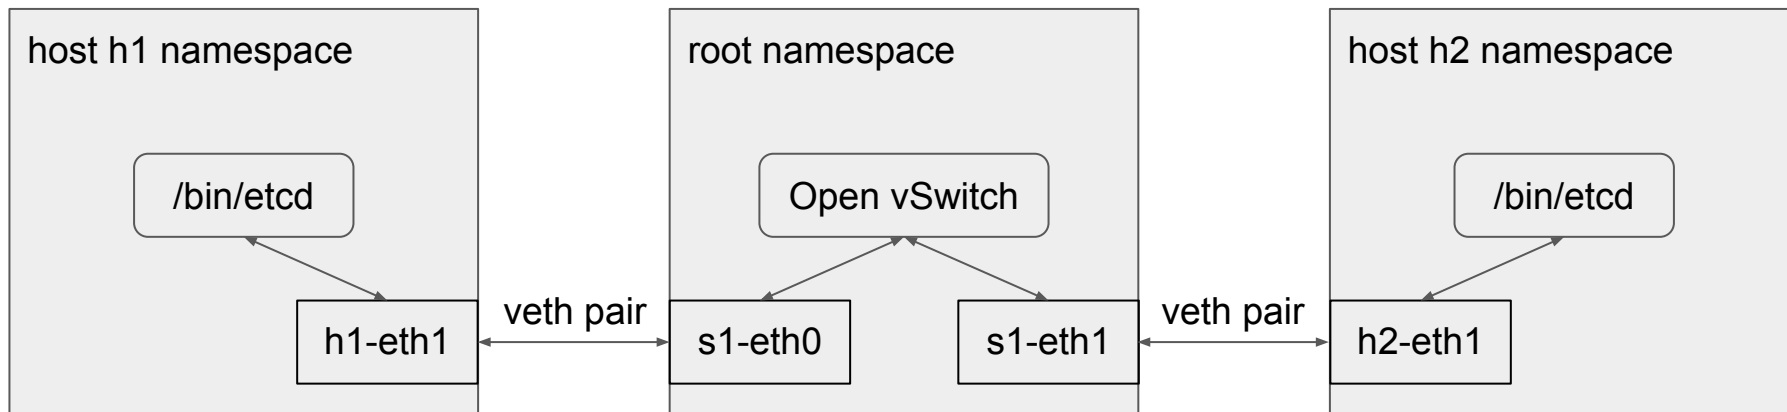 host h1 namespace
root namespace
host h2 namespace
/bin/etcd
Open vSwitch
/bin/etcd
h1-eth1
veth pair
s1-eth0
s1-eth1
veth pair
h2-eth1